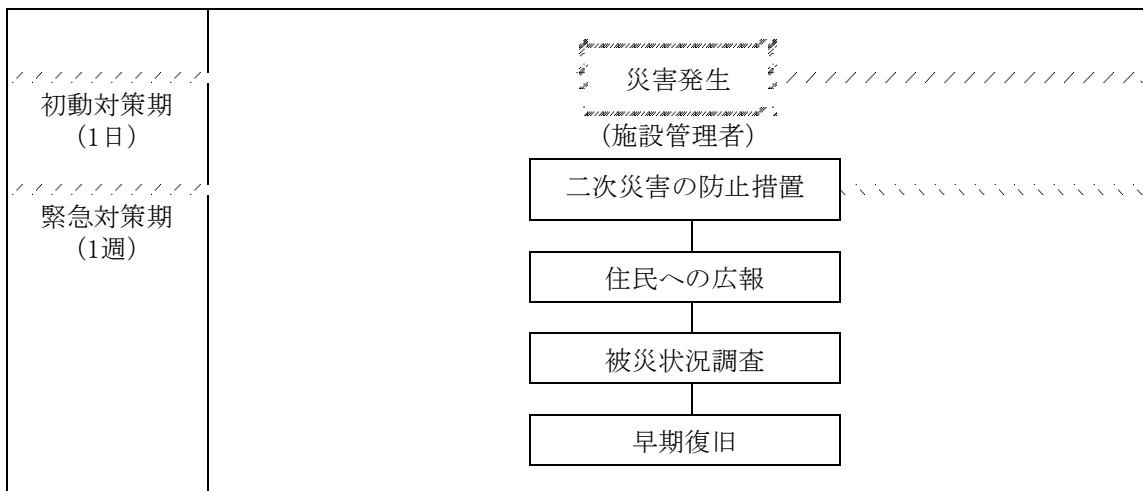 災害発生
初動対策期
（1日）
（施設管理者）
二次災害の防止措置
緊急対策期
（1週）
住民への広報
被災状況調査
早期復旧